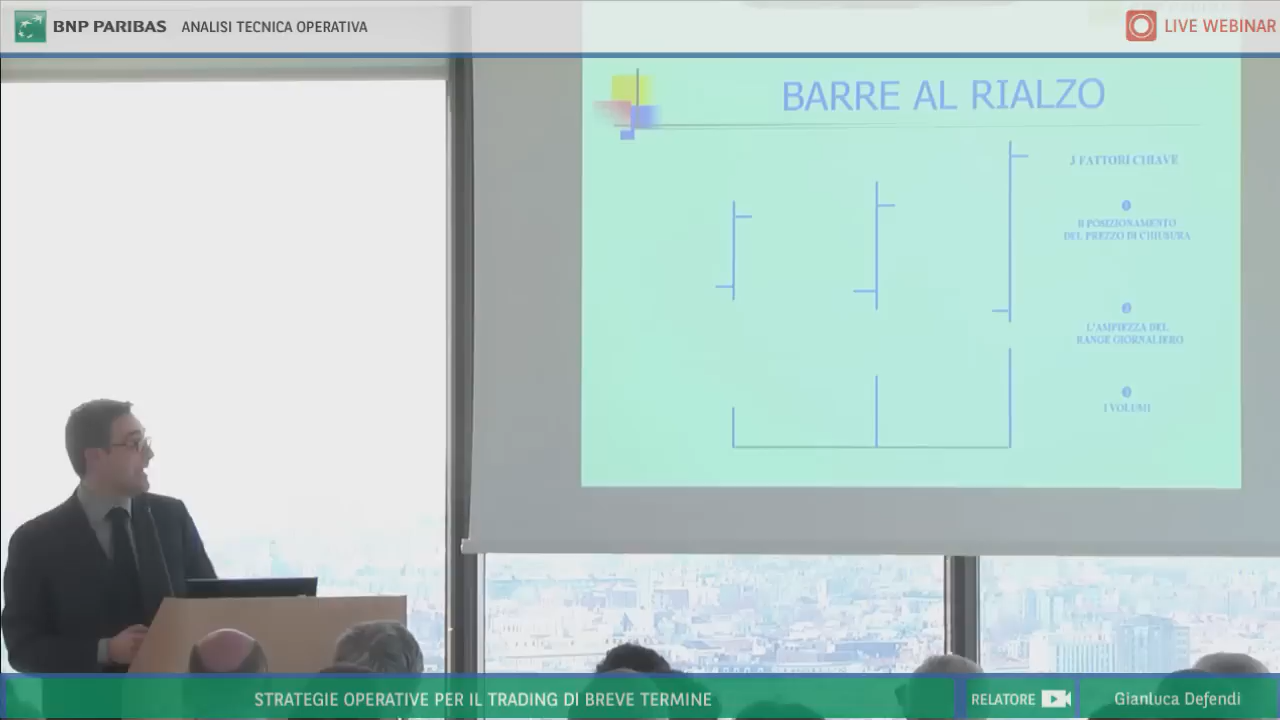 BNP PARIBAS ANALISI TECNICA OPERATIVA
LIVE WEBINAR
BARRE AL RIALZO
3 FATTORI CHIAVE
1
Il POSIZIONAMENTO
DEL PREZZO DI CHIUSURA
2
L'AMPIEZZA DEL
RANGE GIORNALIERO
3
I VOLUMI
STRATEGIE OPERATIVE PER IL TRADING DI BREVE TERMINE
RELATORE
Gianluca Defendi